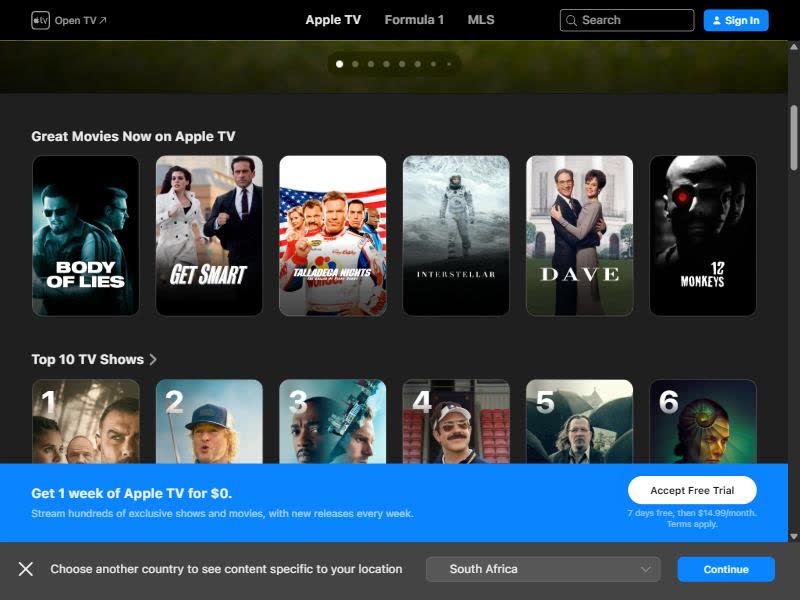 tv Open TV ↗
Apple TV
Formula 1
MLS
Search
Sign In
Great Movies Now on Apple TV
BODY
OF LIES
GET SMART
TALLADEGA NIGHTS
INTERSTELLAR
DAVE
12
MONKEYS
Top 10 TV Shows
1
2
3
4
5
6
Get 1 week of Apple TV for $0.
Stream hundreds of exclusive shows and movies, with new releases every week.
Accept Free Trial
7 days free, then $14.99/month.
Terms apply.
Choose another country to see content specific to your location
South Africa
Continue